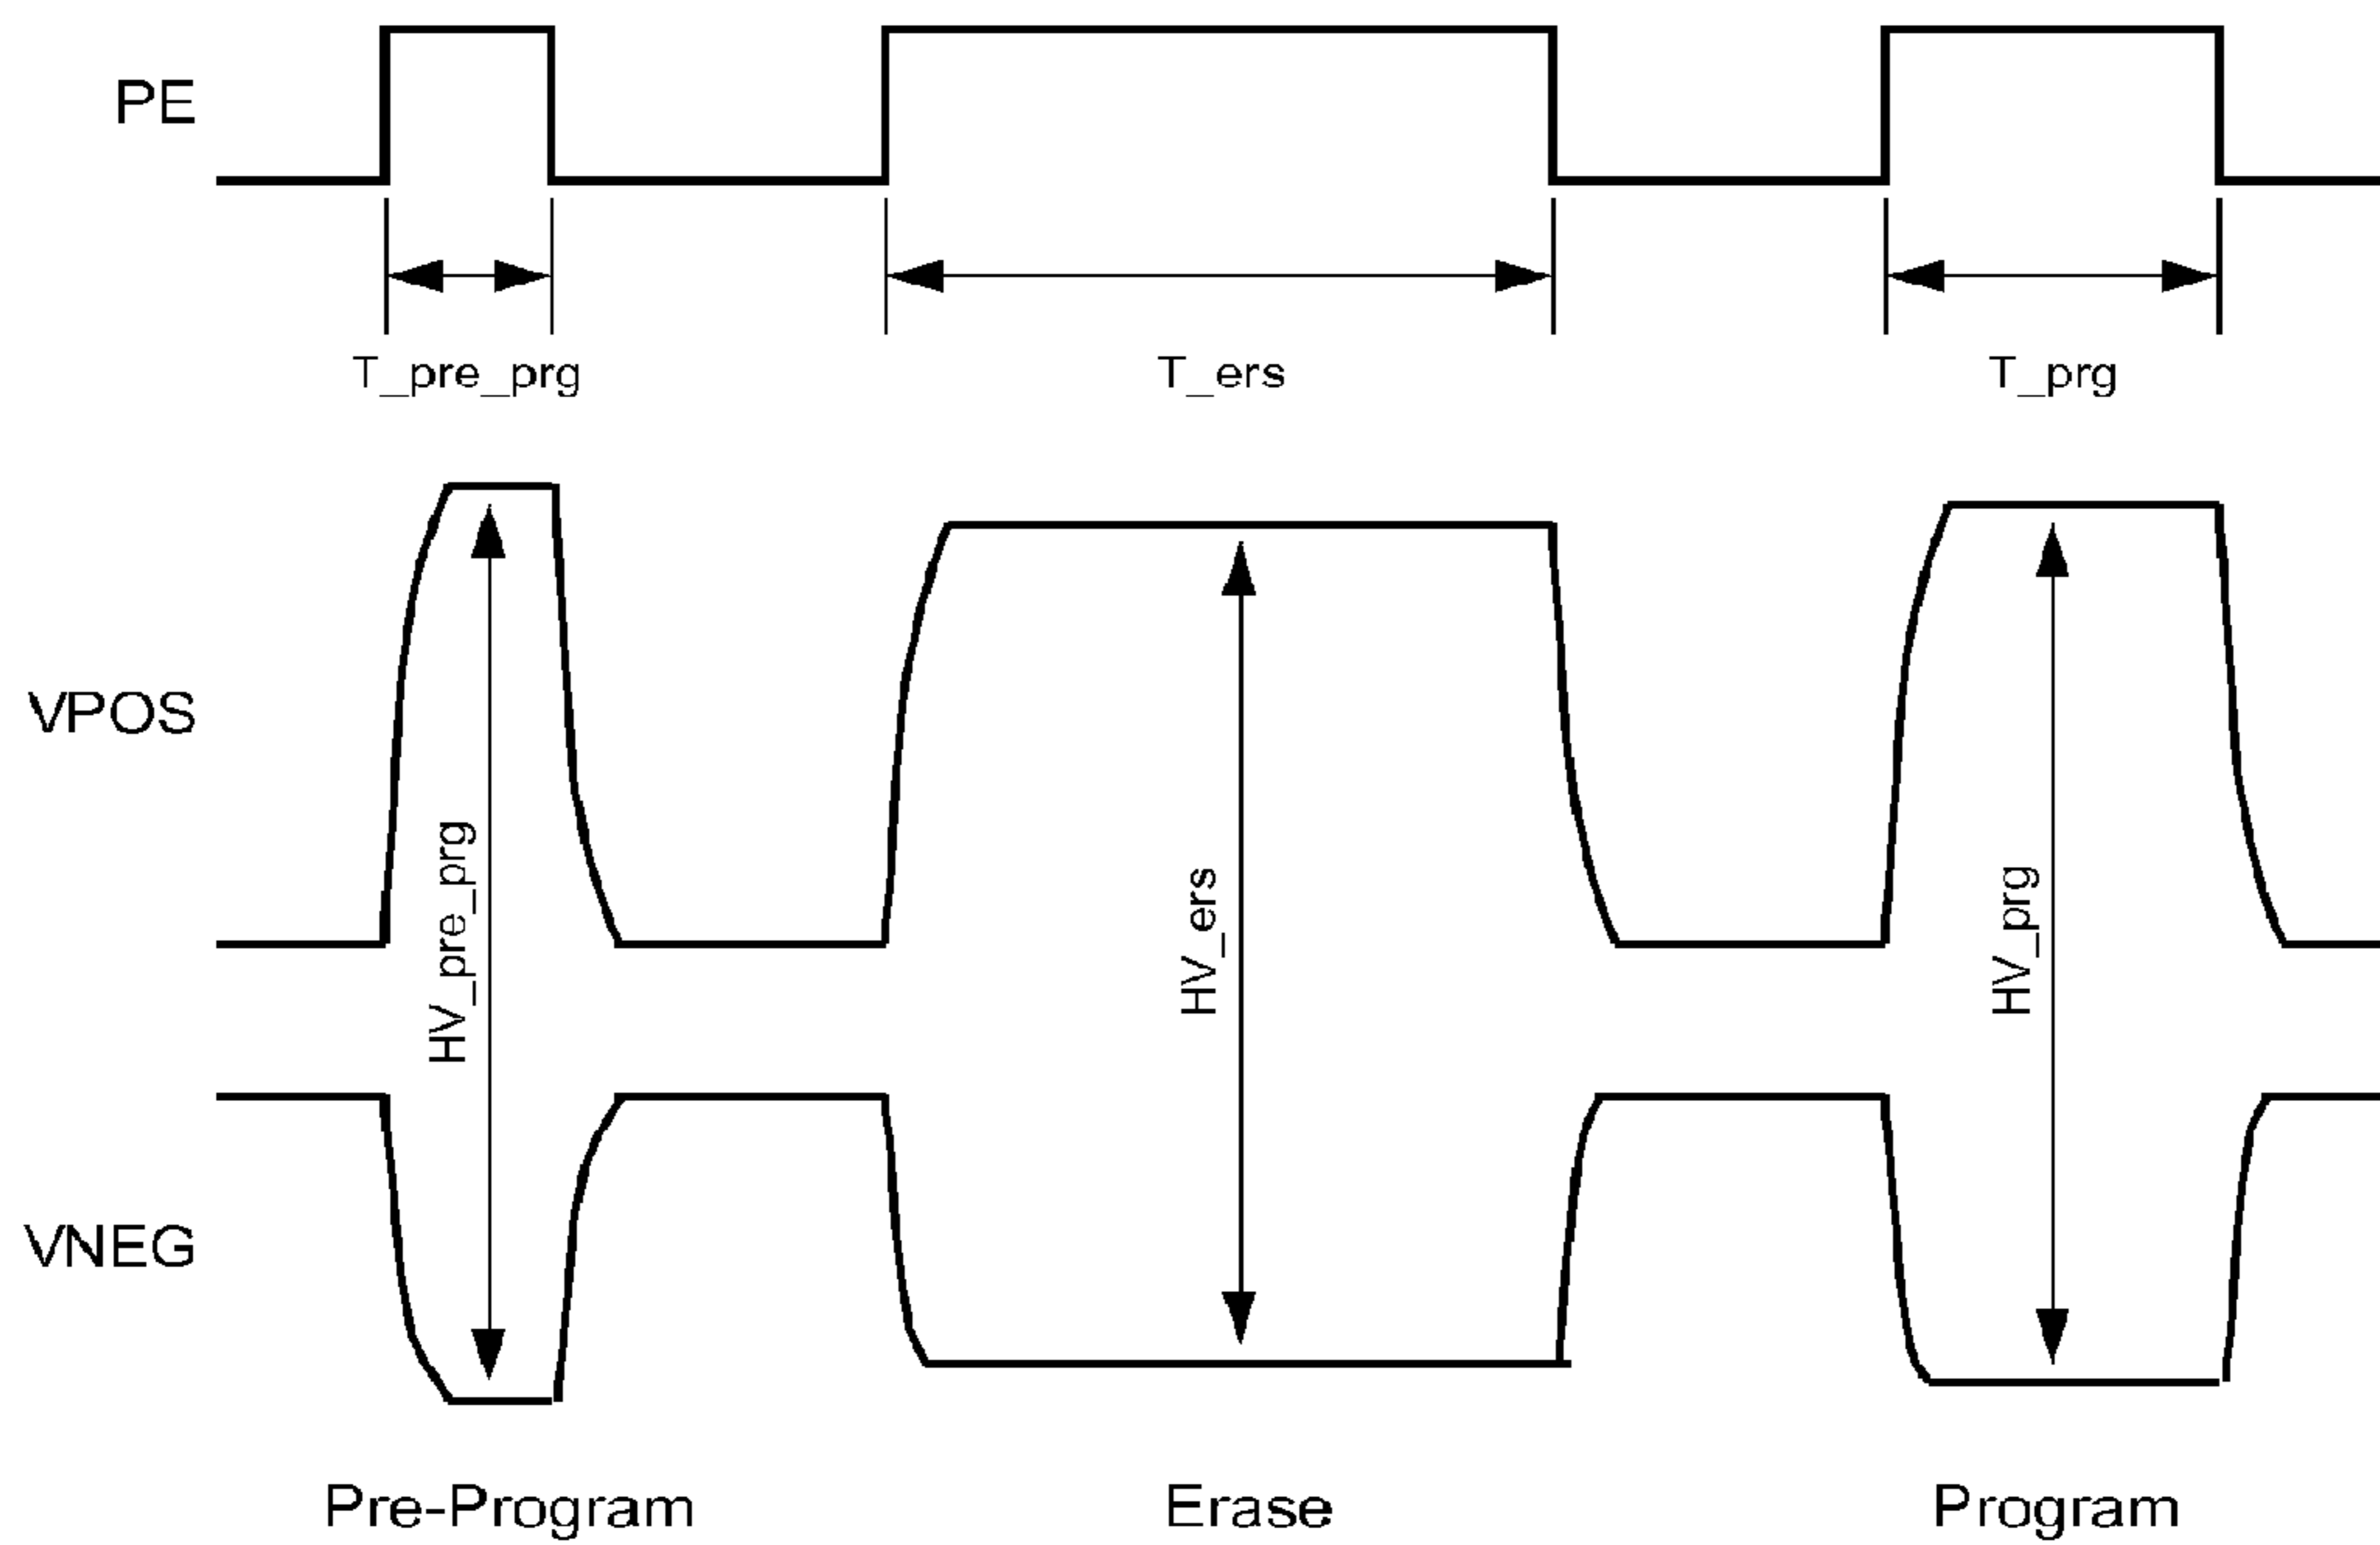 PE
T_pre_prg
T_ers
T_prg
VPOS
HV_pre_prg
HV_ers
HV_prg
VNEG
Pre-Program
Erase
Program